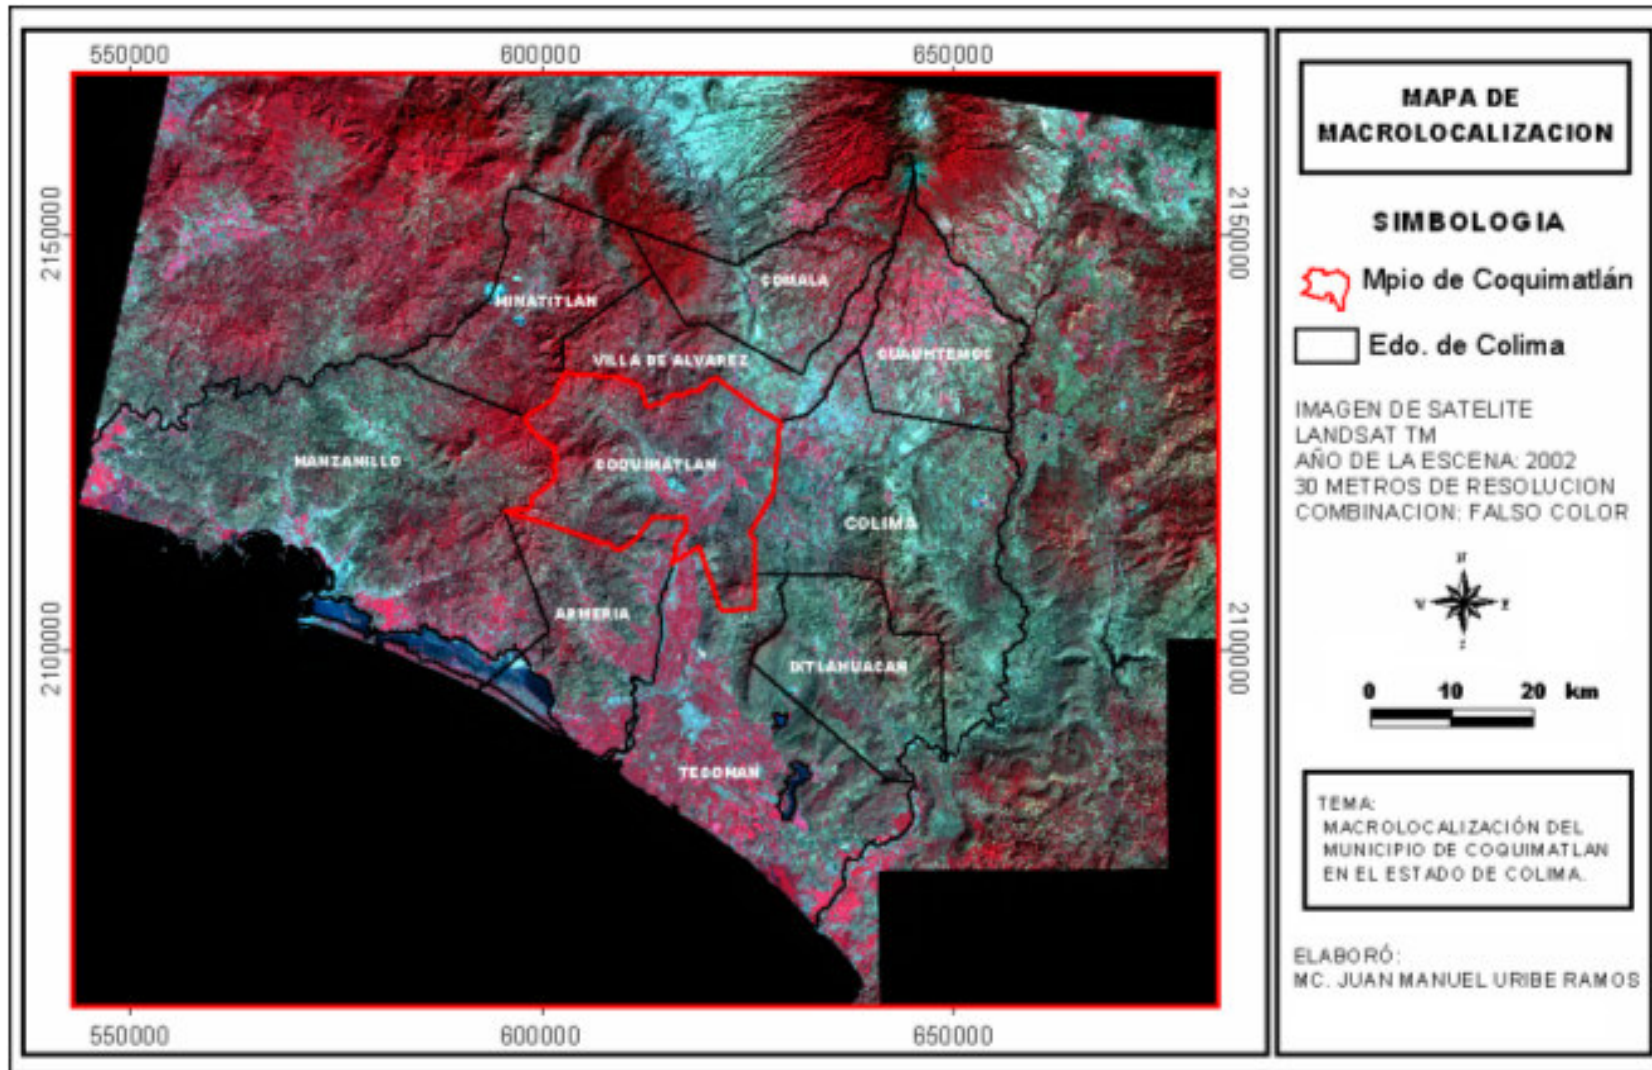 550000 600000 650000
2150000 2150000
2100000 2100000
MINATITLAN
COMALA
VILLA DE ALVAREZ
CUAUHTEMOC
MANZANILLO
COQUIMATLAN
COLIMA
ARMERIA
IXTLAHUACAN
TECOMAN
550000 600000 650000
MAPA DE
MACROLOCALIZACION
SIMBOLOGIA
Mpio de Coquimatlán
Edo. de Colima
IMAGEN DE SATELITE
LANDSAT TM
AÑO DE LA ESCENA: 2002
30 METROS DE RESOLUCION
COMBINACION: FALSO COLOR
0 10 20 km
TEMA:
MACROLOCALIZACIÓN DEL
MUNICIPIO DE COQUIMATLAN
EN EL ESTADO DE COLIMA.
ELABORÓ:
MC. JUAN MANUEL URIBE RAMOS